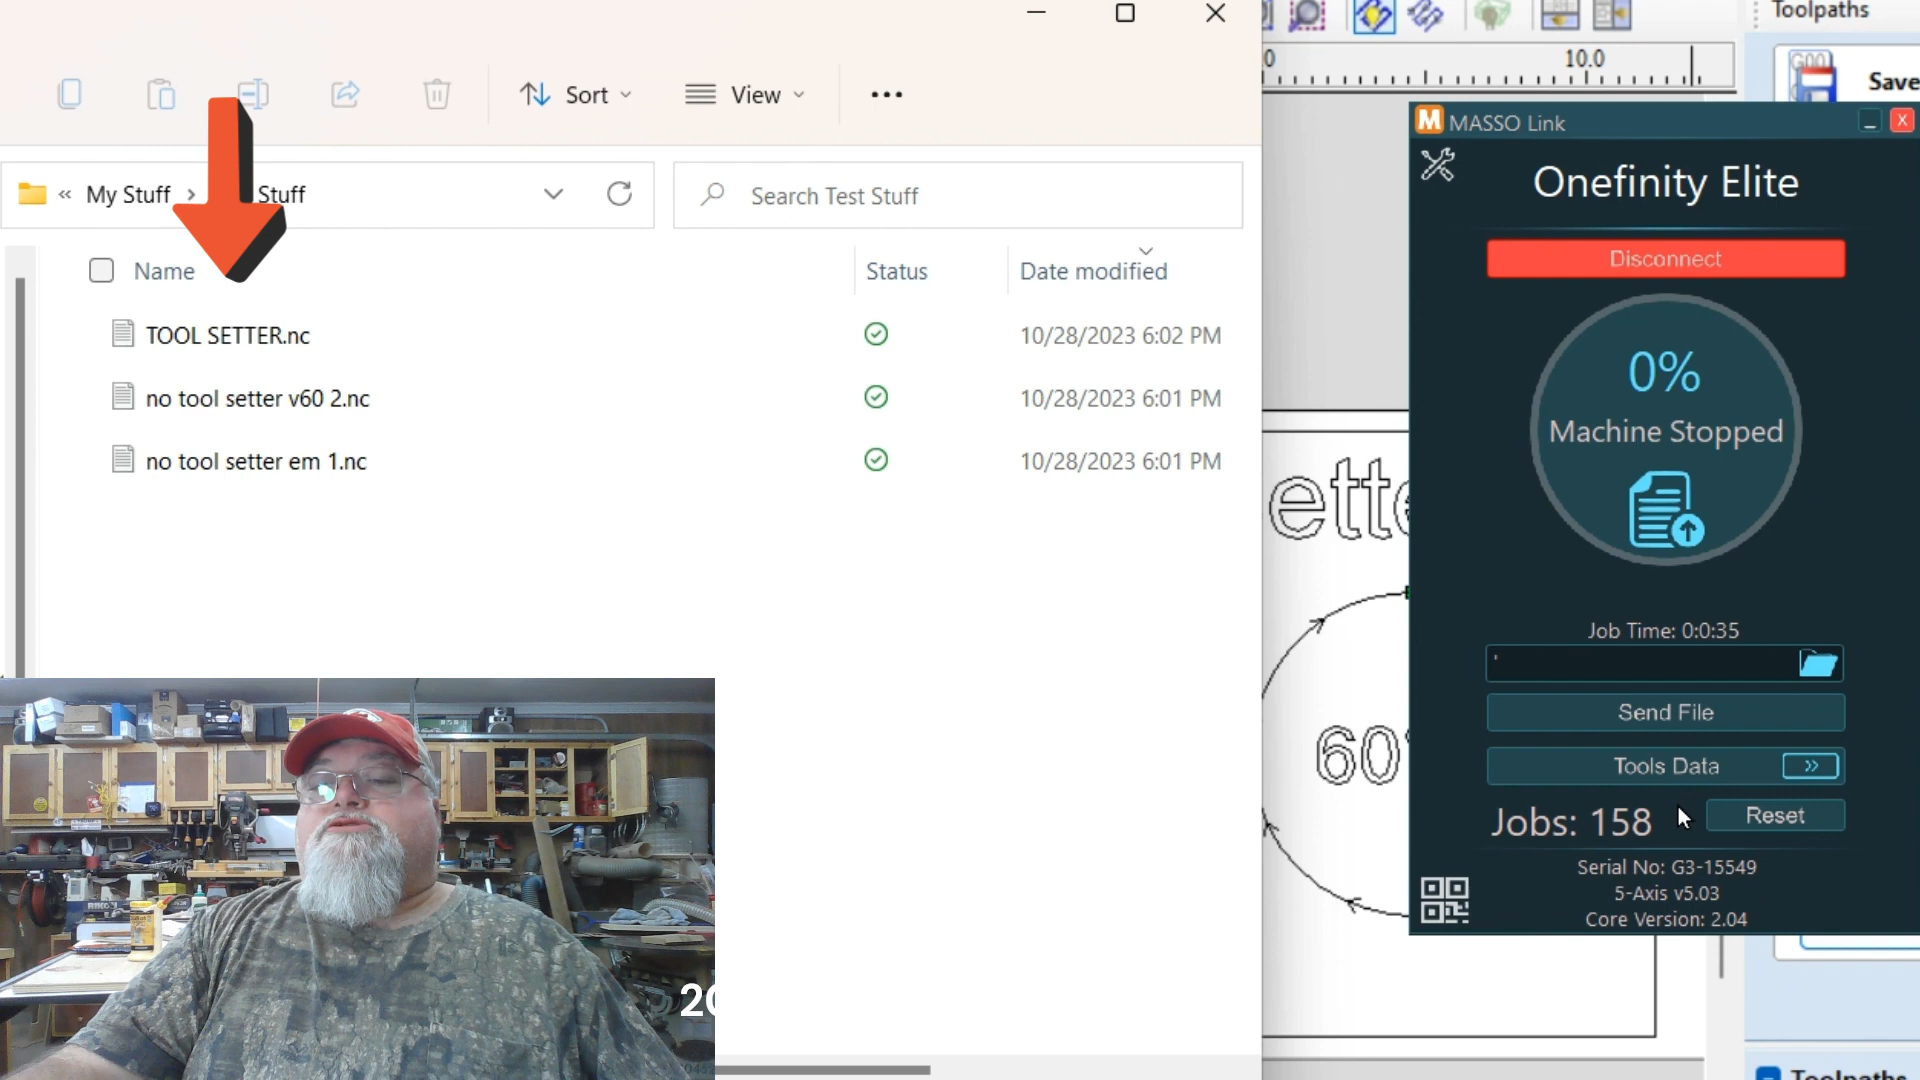 Sort
View
« My Stuff › Stuff
Search Test Stuff
Name
Status
Date modified
TOOL SETTER.nc
10/28/2023 6:02 PM
no tool setter v60 2.nc
10/28/2023 6:01 PM
no tool setter em 1.nc
10/28/2023 6:01 PM
20
10.0
Toolpaths
G00
Save
ette
60°
M MASSO Link
Onefinity Elite
Disconnect
0%
Machine Stopped
Job Time: 0:0:35
Send File
Tools Data
Jobs: 158
Reset
Serial No: G3-15549
5-Axis v5.03
Core Version: 2.04
Toolpaths